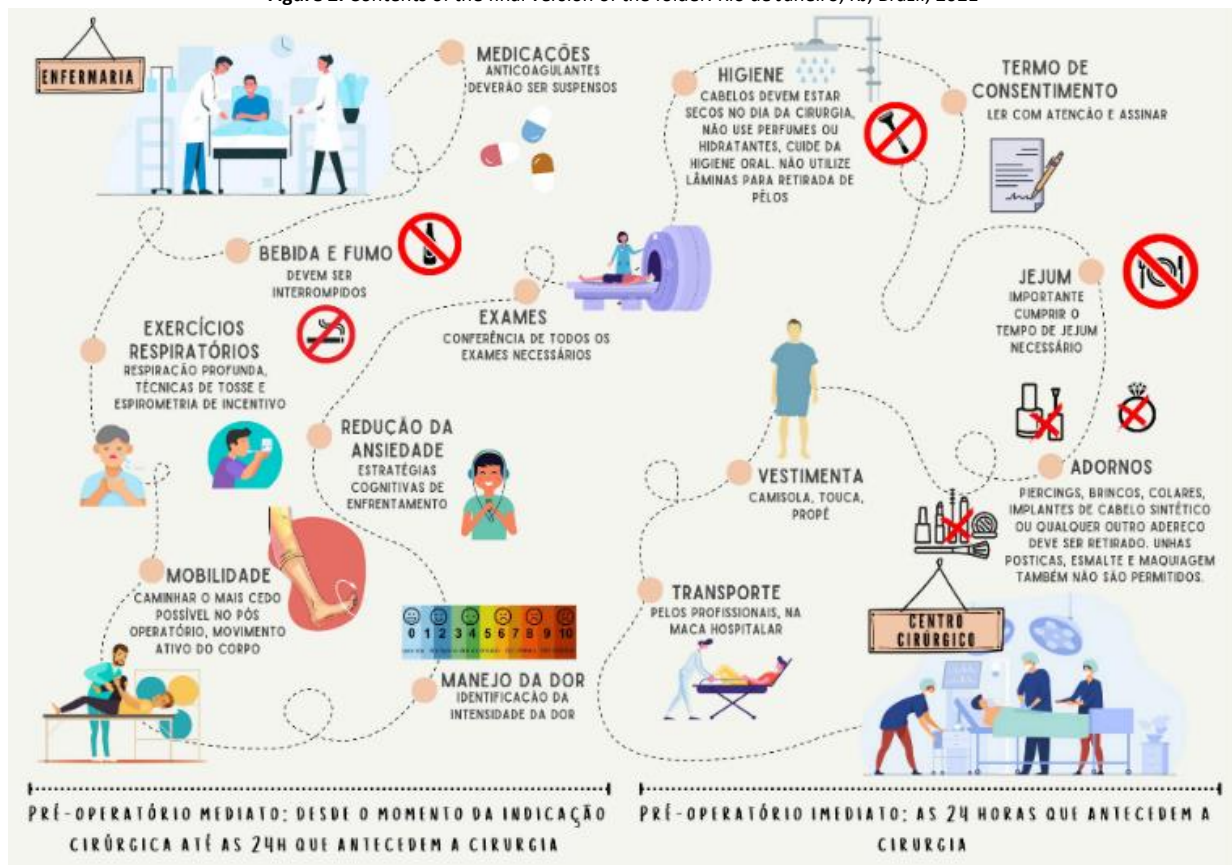 ENFERMARIA
MEDICAÇÕES
ANTICOAGULANTES
DEVERÃO SER SUSPENSOS
BEBIDA E FUMO
DEVEM SER
INTERROMPIDOS
EXERCÍCIOS
RESPIRATÓRIOS
RESPIRAÇÃO PROFUNDA,
TÉCNICAS DE TOSSE E
ESPIROMETRIA DE INCENTIVO
MOBILIDADE
CAMINHAR O MAIS CEDO
POSSÍVEL NO PÓS
OPERATÓRIO, MOVIMENTO
ATIVO DO CORPO
EXAMES
CONFERÊNCIA DE TODOS OS
EXAMES NECESSÁRIOS
REDUÇÃO DA
ANSIEDADE
ESTRATÉGIAS
COGNITIVAS DE
ENFRENTAMENTO
0 1 2 3 4 5 6 7 8 9 10
MANEJO DA DOR
IDENTIFICAÇÃO DA
INTENSIDADE DA DOR
PRÉ-OPERATÓRIO MEDIATO: DESDE O MOMENTO DA INDICAÇÃO
CIRÚRGICA ATÉ AS 24H QUE ANTECEDEM A CIRURGIA
HIGIENE
CABELOS DEVEM ESTAR
SECOS NO DIA DA CIRURGIA,
NÃO USE PERFUMES OU
HIDRATANTES, CUIDE DA
HIGIENE ORAL. NÃO UTILIZE
LÂMINAS PARA RETIRADA DE
PÊLOS
TERMO DE
CONSENTIMENTO
LER COM ATENÇÃO E ASSINAR
JEJUM
IMPORTANTE
CUMPRIR O
TEMPO DE JEJUM
NECESSÁRIO
ADORNOS
PIERCINGS, BRINCOS, COLARES,
IMPLANTES DE CABELO SINTÉTICO
OU QUALQUER OUTRO ADEREÇO
DEVE SER RETIRADO. UNHAS
POSTICAS, ESMALTE E MAQUIAGEM
TAMBÉM NÃO SÃO PERMITIDOS.
VESTIMENTA
CAMISOLA, TOUCA,
PROPÉ
TRANSPORTE
PELOS PROFISSIONAIS, NA
MACA HOSPITALAR
CENTRO
CIRÚRGICO
PRÉ-OPERATÓRIO IMEDIATO: AS 24 HORAS QUE ANTECEDEM A
CIRURGIA